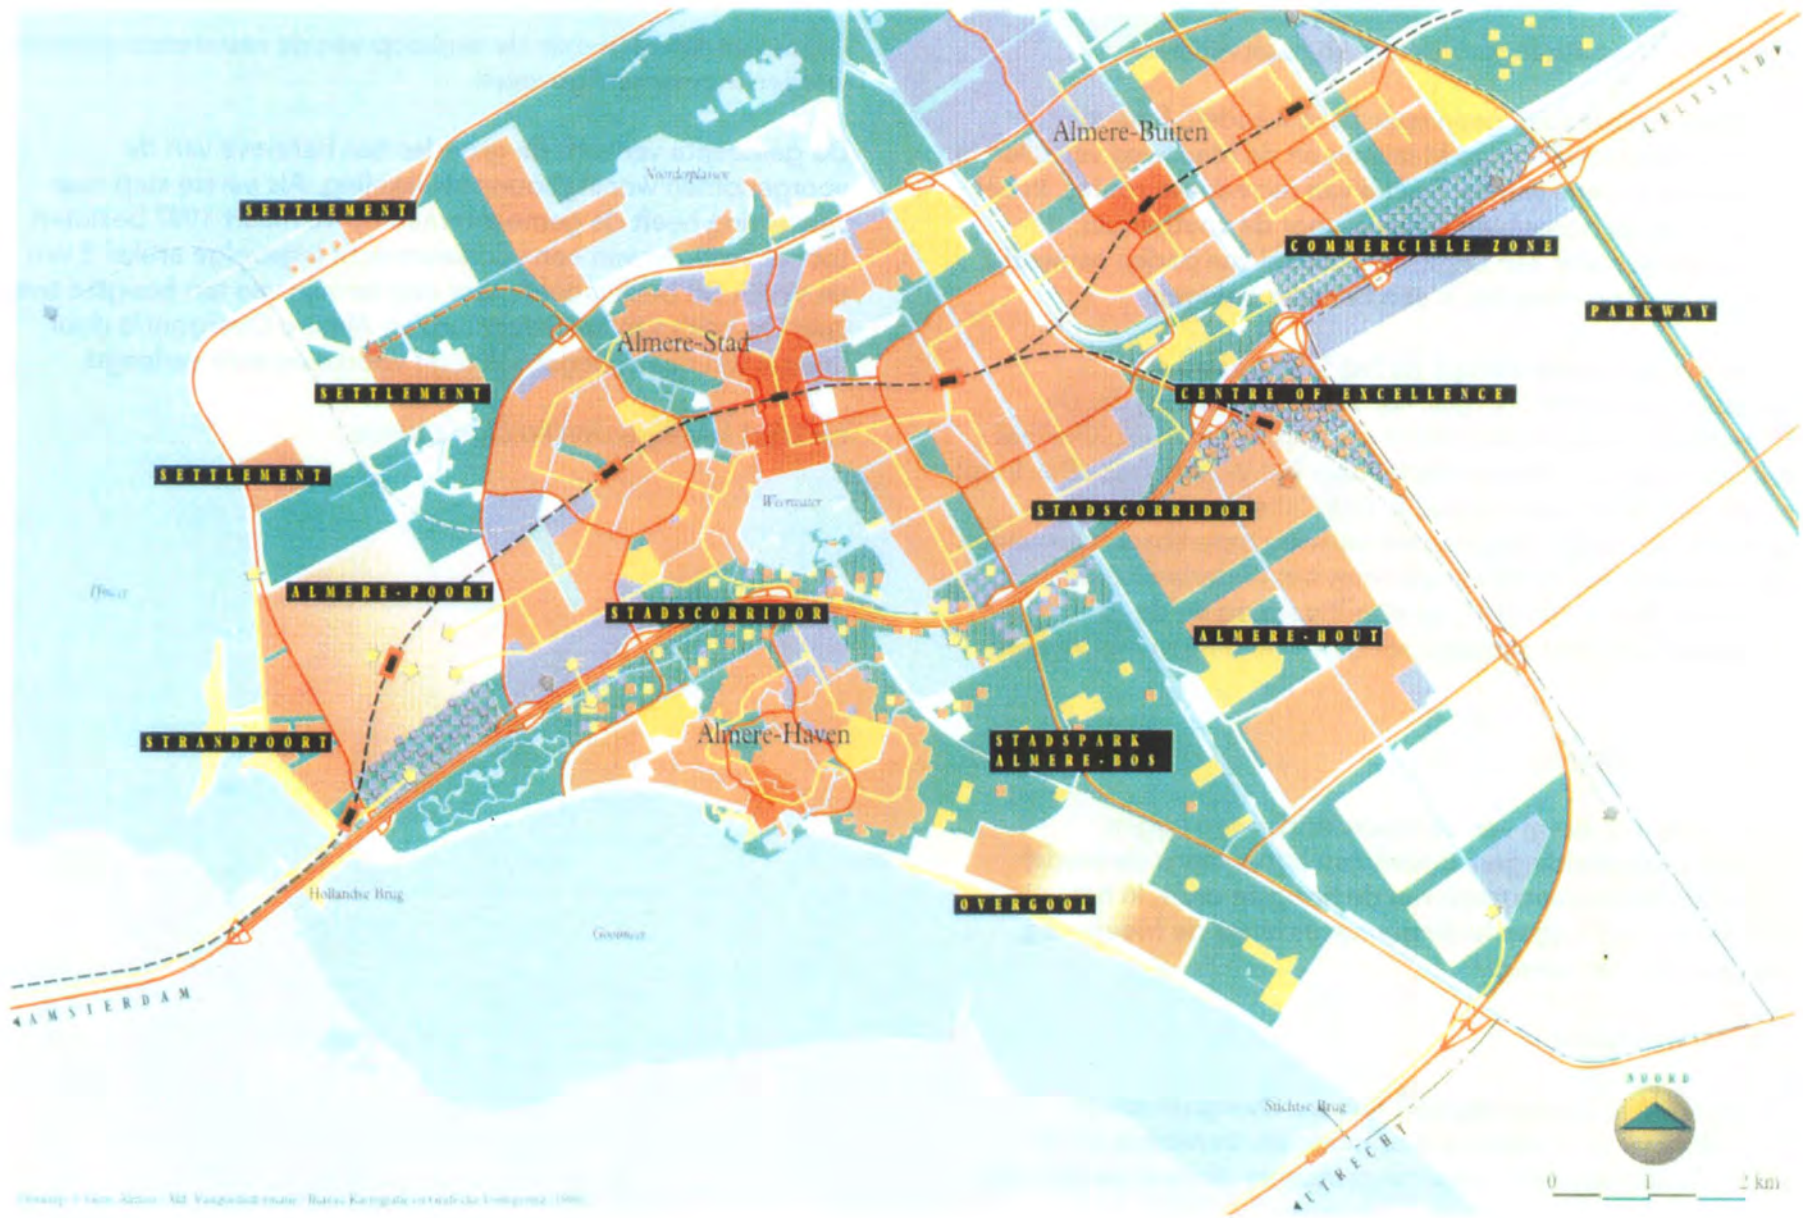 LELYSTAD
Almere-Buiten
Noorderplassen
SETTLEMENT
COMMERCIELE ZONE
PARKWAY
Almere-Stad
SETTLEMENT
CENTRE OF EXCELLENCE
SETTLEMENT
Weerwater
STADSCORRIDOR
IJmeer
ALMERE-POORT
STADSCORRIDOR
ALMERE-HOUT
STRANDPOORT
Almere-Haven
STADSPARK
ALMERE-BOS
Hollandse Brug
OVERGOOI
Gooimeer
AMSTERDAM
NOORD
Stichtse Brug
UTRECHT
0 1 2 km